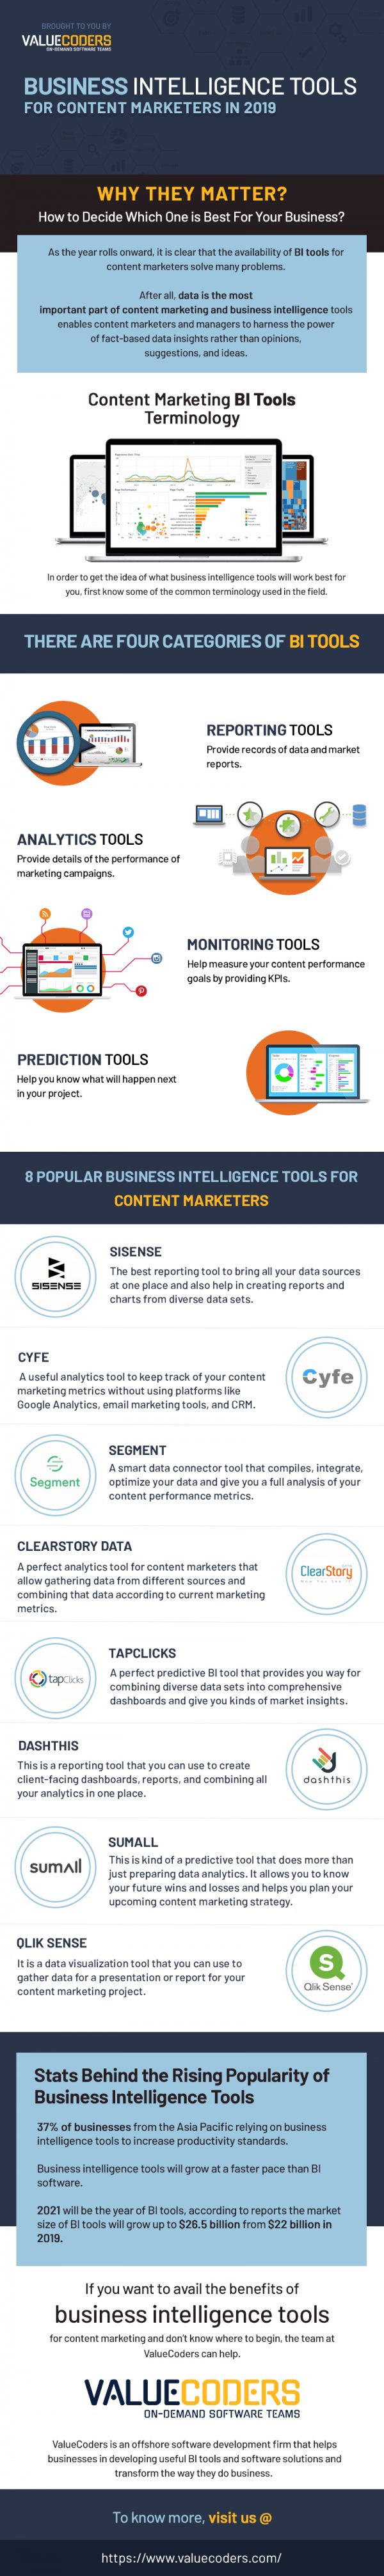 BROUGHT TO YOU BY
VALUECODERS
ON-DEMAND SOFTWARE TEAMS
BUSINESS INTELLIGENCE TOOLS
FOR CONTENT MARKETERS IN 2019
WHY THEY MATTER?
How to Decide Which One is Best For Your Business?
As the year rolls onward, it is clear that the availability of BI tools for
content marketers solve many problems.
After all, data is the most
important part of content marketing and business intelligence tools
enables content marketers and managers to harness the power
of fact-based data insights rather than opinions,
suggestions, and ideas.
Content Marketing BI Tools
Terminology
In order to get the idea of what business intelligence tools will work best for
you, first know some of the common terminology used in the field.
THERE ARE FOUR CATEGORIES OF BI TOOLS
REPORTING TOOLS
Provide records of data and market
reports.
ANALYTICS TOOLS
Provide details of the performance of
marketing campaigns.
MONITORING TOOLS
Help measure your content performance
goals by providing KPIs.
PREDICTION TOOLS
Help you know what will happen next
in your project.
8 POPULAR BUSINESS INTELLIGENCE TOOLS FOR
CONTENT MARKETERS
SISENSE
SISENSE
The best reporting tool to bring all your data sources
at one place and also help in creating reports and
charts from diverse data sets.
CYFE
A useful analytics tool to keep track of your content
marketing metrics without using platforms like
Google Analytics, email marketing tools, and CRM.
Cyfe
Segment
SEGMENT
A smart data connector tool that compiles, integrate,
optimize your data and give you a full analysis of your
content performance metrics.
CLEARSTORY DATA
A perfect analytics tool for content marketers that
allow gathering data from different sources and
combining that data according to current marketing
metrics.
ClearStory
tapClicks
TAPCLICKS
A perfect predictive BI tool that provides you way for
combining diverse data sets into comprehensive
dashboards and give you kinds of market insights.
DASHTHIS
This is a reporting tool that you can use to create
client-facing dashboards, reports, and combining all
your analytics in one place.
dashthis
sumall
SUMALL
This is kind of a predictive tool that does more than
just preparing data analytics. It allows you to know
your future wins and losses and helps you plan your
upcoming content marketing strategy.
QLIK SENSE
It is a data visualization tool that you can use to
gather data for a presentation or report for your
content marketing project.
S
Qlik Sense
Stats Behind the Rising Popularity of
Business Intelligence Tools
37% of businesses from the Asia Pacific relying on business
intelligence tools to increase productivity standards.
Business intelligence tools will grow at a faster pace than BI
software.
2021 will be the year of BI tools, according to reports the market
size of BI tools will grow up to $26.5 billion from $22 billion in
2019.
If you want to avail the benefits of
business intelligence tools
for content marketing and don't know where to begin, the team at
ValueCoders can help.
VALUECODERS
ON-DEMAND SOFTWARE TEAMS
ValueCoders is an offshore software development firm that helps
businesses in developing useful BI tools and software solutions and
transform the way they do business.
To know more, visit us @
https://www.valuecoders.com/